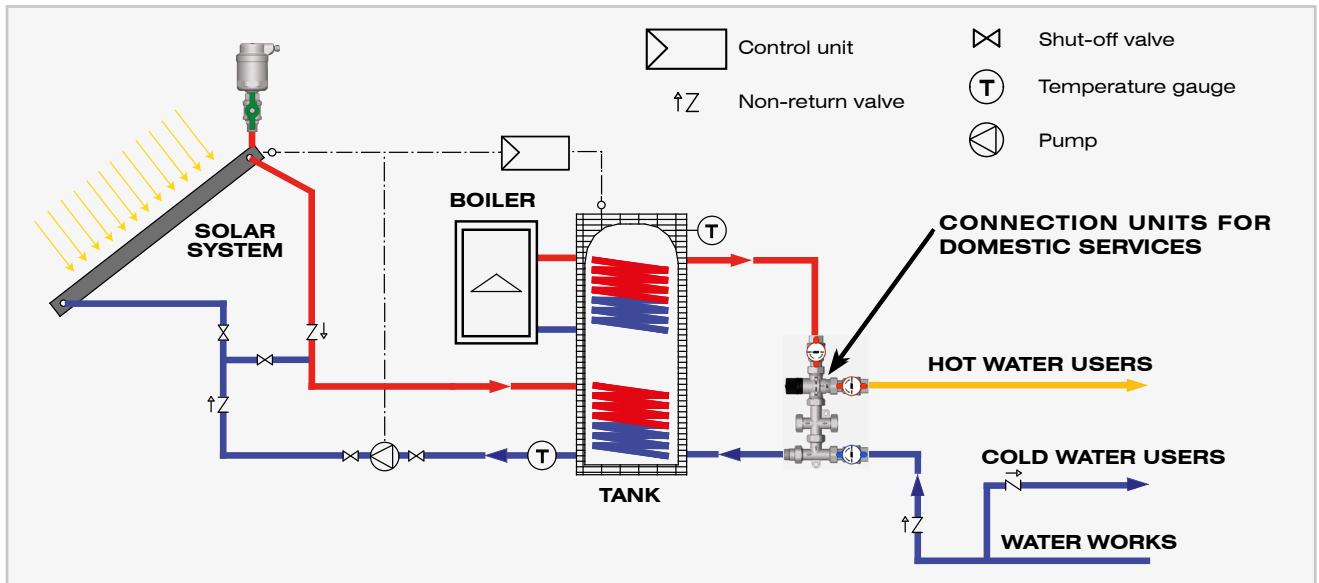 Control unit
Non-return valve
Shut-off valve
T
Temperature gauge
Pump
SOLAR
SYSTEM
BOILER
T
CONNECTION UNITS FOR
DOMESTIC SERVICES
HOT WATER USERS
T
TANK
COLD WATER USERS
WATER WORKS